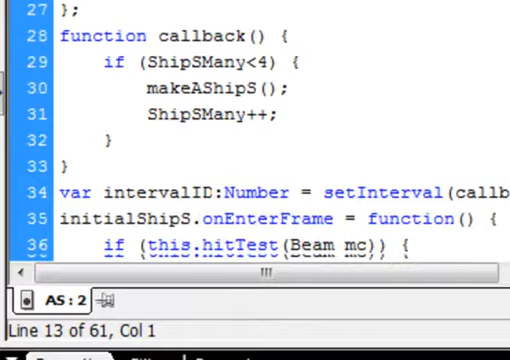 27 };
28 function callback() {
29 if (ShipSMany<4) {
30 makeAShipS();
31 ShipSMany++;
32 }
33 }
34 var intervalID:Number = setInterval(callb
35 initialShipS.onEnterFrame = function() {
36 if (this.hitTest(Beam_mc)) {
AS: 2
Line 13 of 61, Col 1